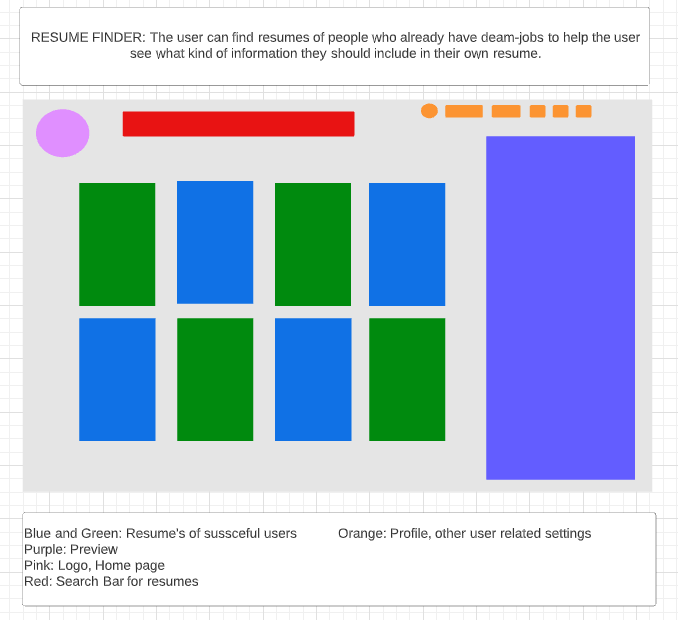 RESUME FINDER: The user can find resumes of people who already have deam-jobs to help the user
see what kind of information they should include in their own resume.
Blue and Green: Resume's of sussceful users
Orange: Profile, other user related settings
Purple: Preview
Pink: Logo, Home page
Red: Search Bar for resumes